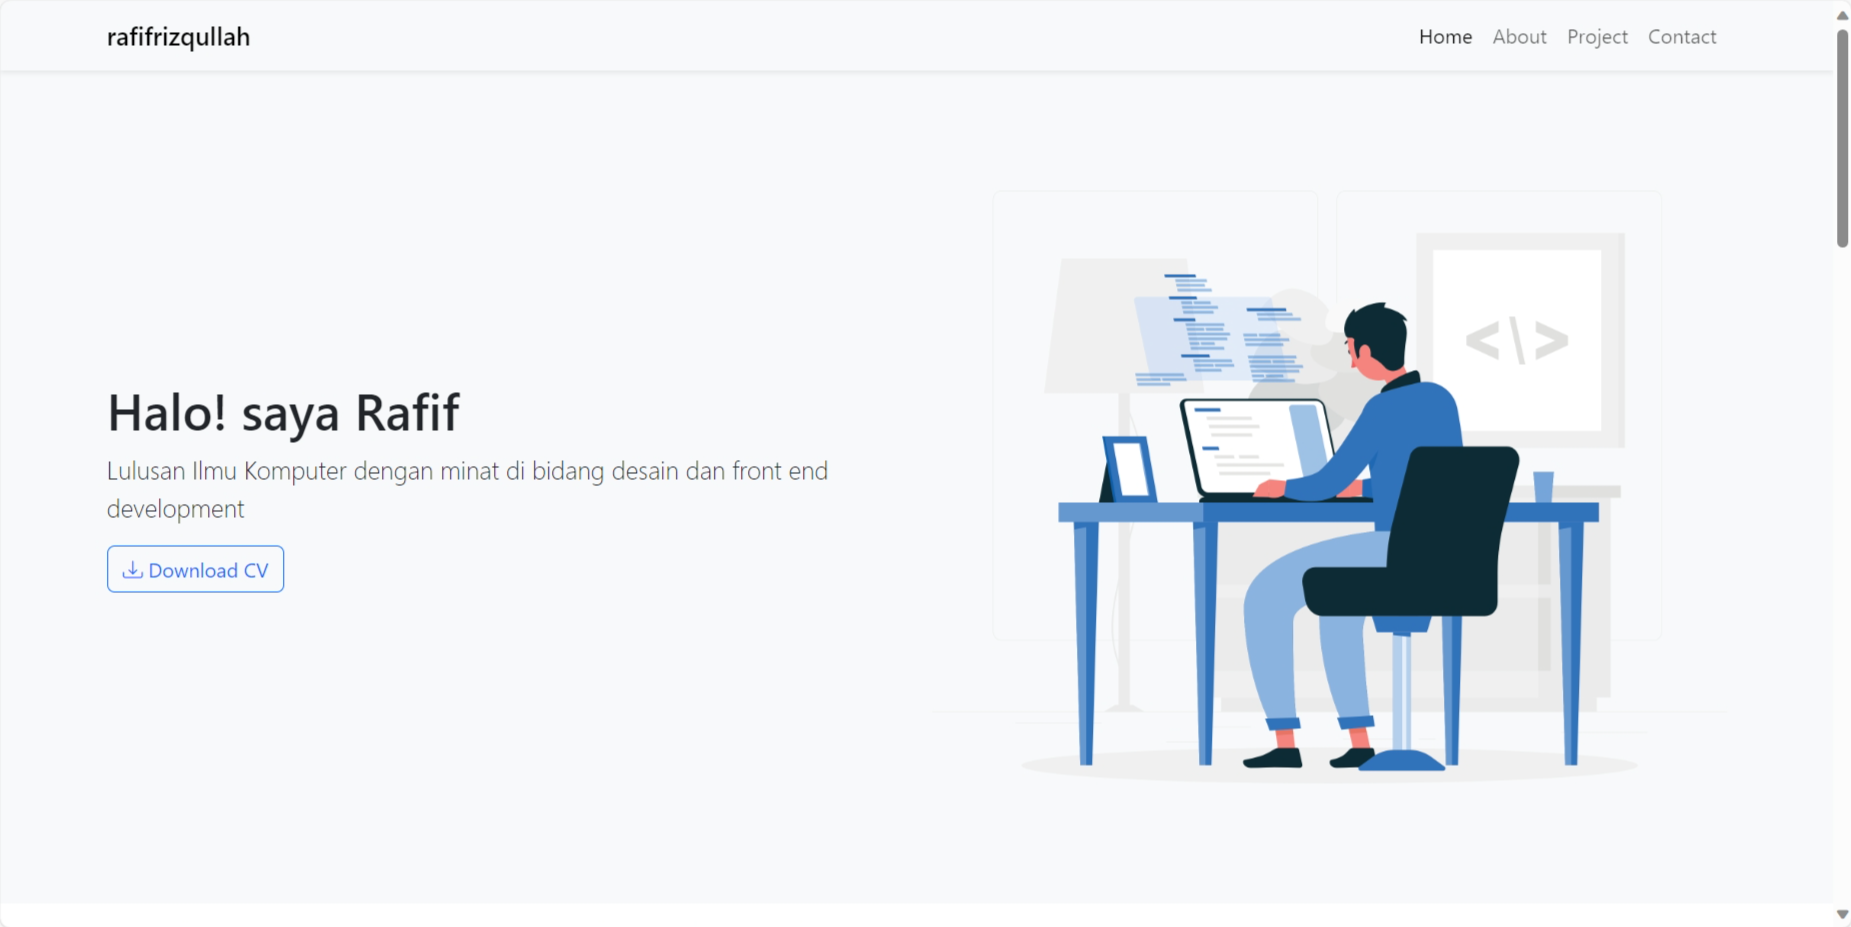 rafifrizqullah
Home About Project Contact
Halo! saya Rafif
Lulusan Ilmu Komputer dengan minat di bidang desain dan front end
development
Download CV
<\>